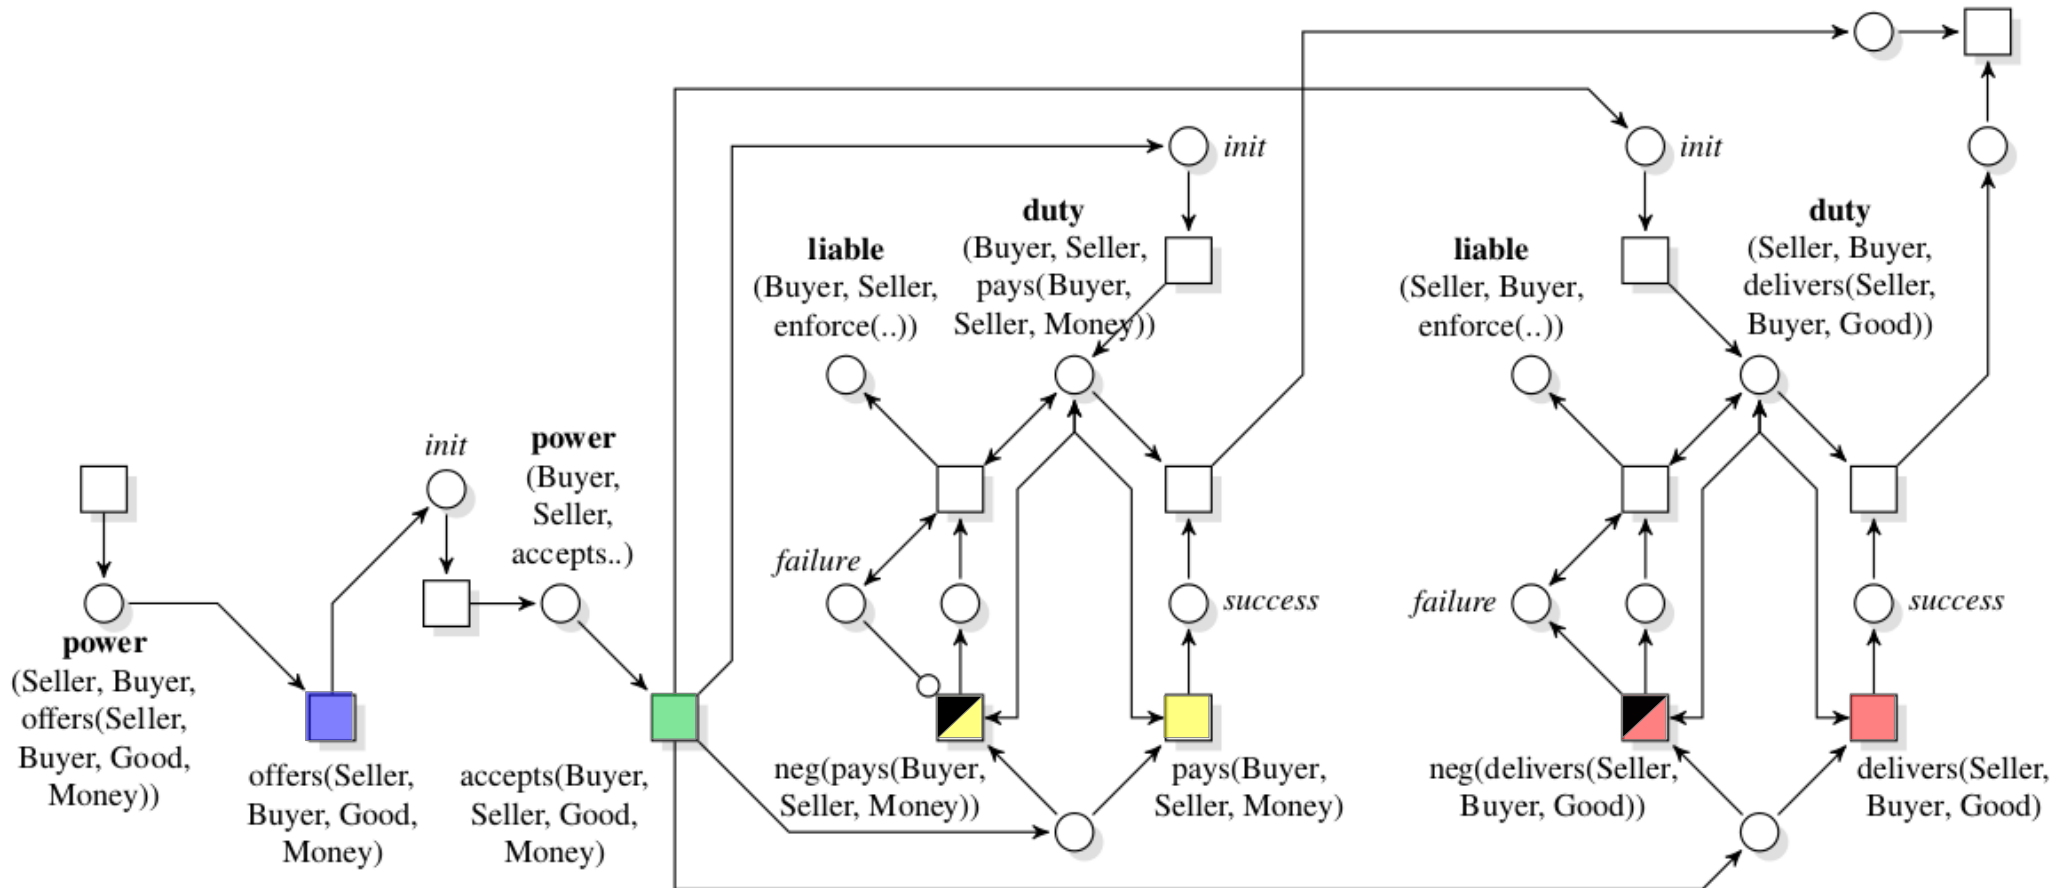 init
init
duty
(Buyer, Seller,
pays(Buyer,
Seller, Money))
duty
(Seller, Buyer,
delivers(Seller,
Buyer, Good))
liable
(Buyer, Seller,
enforce(..))
liable
(Seller, Buyer,
enforce(..))
init
power
(Buyer,
Seller,
accepts..)
failure
success
failure
success
power
(Seller, Buyer,
offers(Seller,
Buyer, Good,
Money))
offers(Seller,
Buyer, Good,
Money)
accepts(Buyer,
Seller, Good,
Money)
neg(pays(Buyer,
Seller, Money))
pays(Buyer,
Seller, Money)
neg(delivers(Seller,
Buyer, Good))
delivers(Seller,
Buyer, Good)